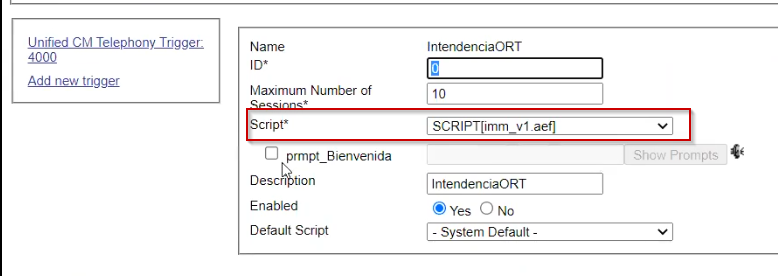 Unified CM Telephony Trigger:
4000
Add new trigger
Name IntendenciaORT
ID* 0
Maximum Number of
Sessions* 10
Script* SCRIPT[imm_v1.aef]
prmpt_Bienvenida Show Prompts
Description IntendenciaORT
Enabled Yes No
Default Script - System Default -